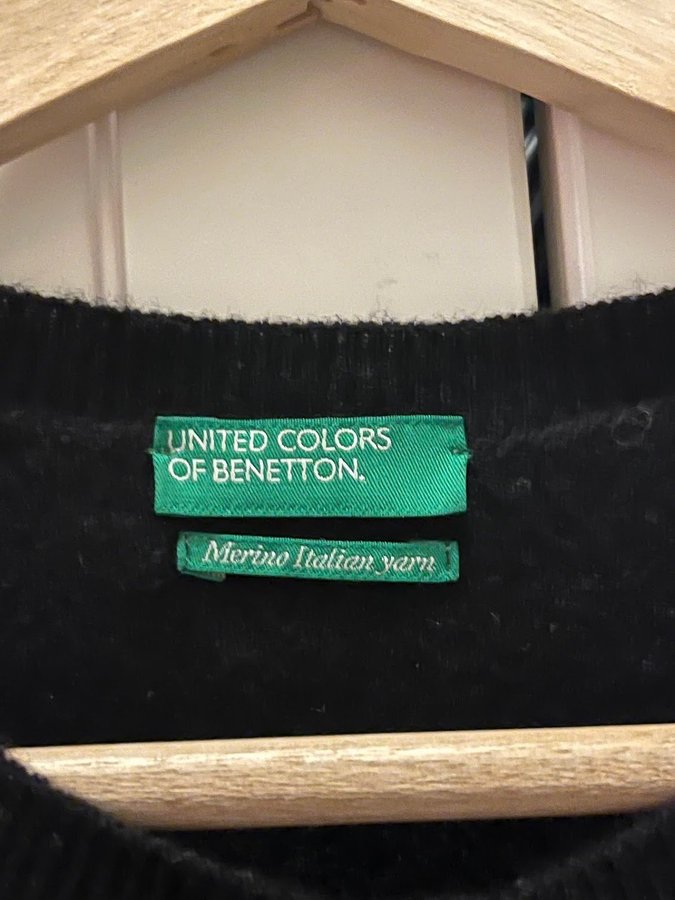 UNITED COLORS
OF BENETTON.
Merino Italian yarn